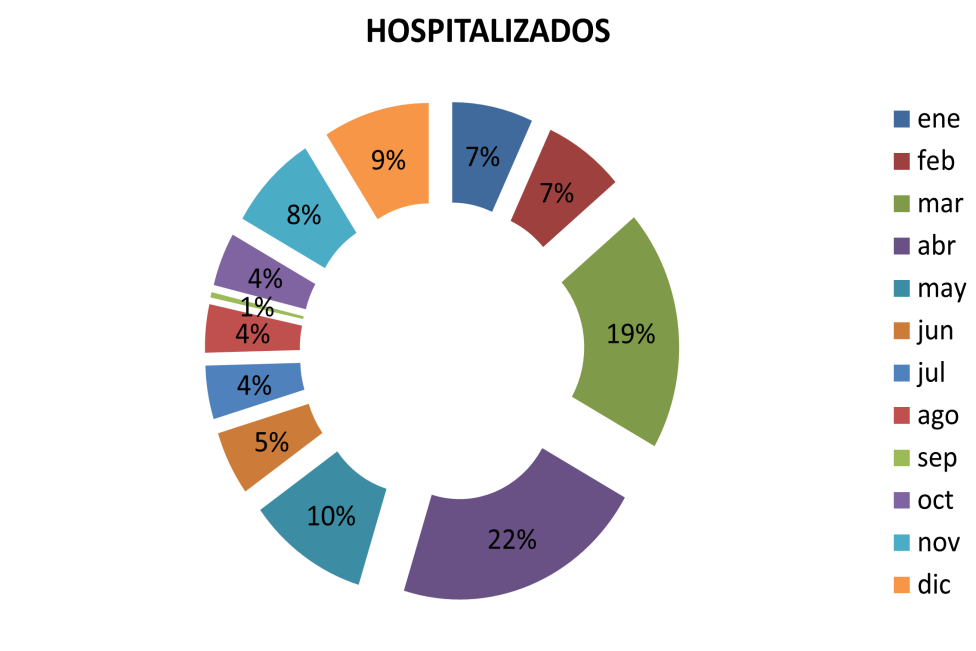 HOSPITALIZADOS
7%
7%
19%
22%
10%
5%
4%
4%
1%
4%
8%
9%
ene
feb
mar
abr
may
jun
jul
ago
sep
oct
nov
dic